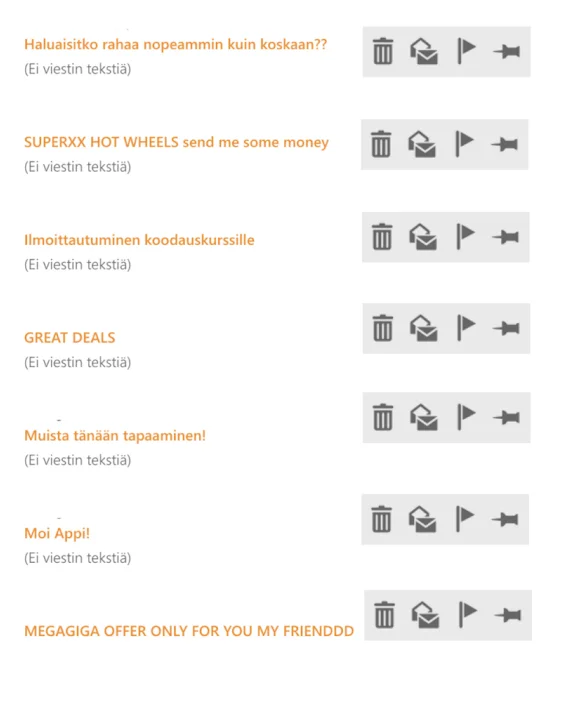 Haluaisitko rahaa nopeammin kuin koskaan??
(Ei viestin tekstiä)
SUPERXX HOT WHEELS send me some money
(Ei viestin tekstiä)
Ilmoittautuminen koodauskurssille
(Ei viestin tekstiä)
GREAT DEALS
(Ei viestin tekstiä)
Muista tänään tapaaminen!
(Ei viestin tekstiä)
Moi Appi!
(Ei viestin tekstiä)
MEGAGIGA OFFER ONLY FOR YOU MY FRIENDDD